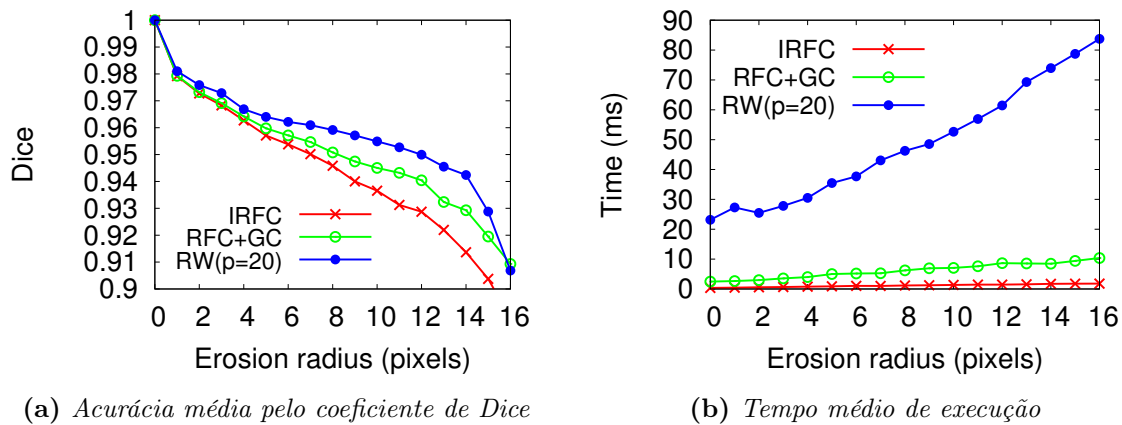 1
0.99
0.98
0.97
0.96
0.95
0.94
0.93
0.92
0.91
0.9
Dice
IRFC
RFC+GC
RW(p=20)
0 2 4 6 8 10 12 14 16
Erosion radius (pixels)
(a) Acurácia média pelo coeficiente de Dice
90
80
70
60
50
40
30
20
10
0
Time (ms)
IRFC
RFC+GC
RW(p=20)
0 2 4 6 8 10 12 14 16
Erosion radius (pixels)
(b) Tempo médio de execução